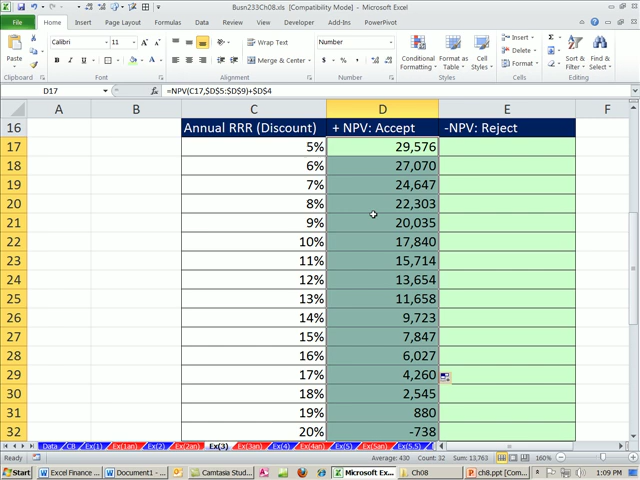 Busn233Ch08.xls [Compatibility Mode] - Microsoft Excel
File Home Insert Page Layout Formulas Data Review View Developer Add-Ins PowerPivot
Calibri 11 Wrap Text Number
Paste Merge & Center Conditional Formatting Format as Table Cell Styles Insert Delete Format Sort & Filter Find & Select
Clipboard Font Alignment Number Styles Cells Editing
D17 =NPV(C17,$D$5:$D$9)+$D$4
A B C D E F
16 Annual RRR (Discount) + NPV: Accept -NPV: Reject
17 5% 29,576
18 6% 27,070
19 7% 24,647
20 8% 22,303
21 9% 20,035
22 10% 17,840
23 11% 15,714
24 12% 13,654
25 13% 11,658
26 14% 9,723
27 15% 7,847
28 16% 6,027
29 17% 4,260
30 18% 2,545
31 19% 880
32 20% -738
Data CB Ex(1) Ex(1an) Ex(2) Ex(2an) Ex(3) Ex(3an) Ex(4) Ex(4an) Ex(5) Ex(5an) Ex(5.5)
Ready Average: 430 Count: 32 Sum: 13,763 160%
Start Excel Finance ... Document1 - ... Camtasia Stud... Microsoft Ex... Ch08 ch8.ppt [Com... 1:09 PM